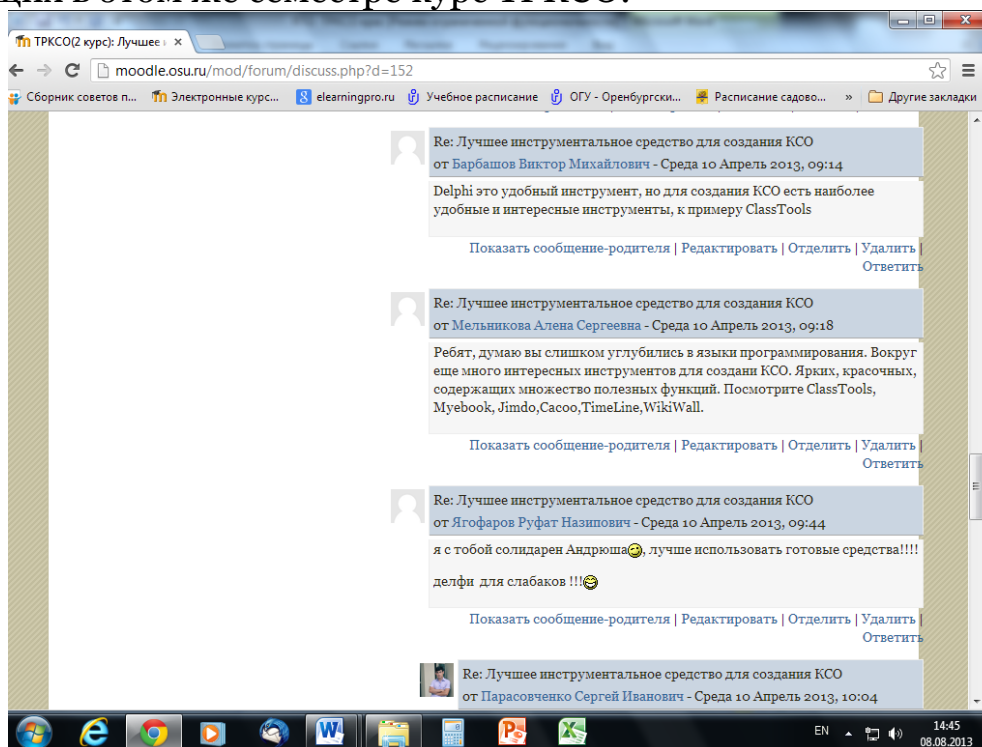 ции в этом же семестре курс ТРКСО.
ТРКСО(2 курс): Лучшее
moodle.osu.ru/mod/forum/discuss.php?d=152
Сборник советов п... Электронные курс... elearningpro.ru Учебное расписание ОГУ - Оренбургски... Расписание садово... » Другие закладки
Re: Лучшее инструментальное средство для создания КСО
от Барбашов Виктор Михайлович - Среда 10 Апрель 2013, 09:14
Delphi это удобный инструмент, но для создания КСО есть наиболее
удобные и интересные инструменты, к примеру ClassTools
Показать сообщение-родителя | Редактировать | Отделить | Удалить |
Ответить
Re: Лучшее инструментальное средство для создания КСО
от Мельникова Алена Сергеевна - Среда 10 Апрель 2013, 09:18
Ребят, думаю вы слишком углубились в языки программирования. Вокруг
еще много интересных инструментов для создани КСО. Ярких, красочных,
содержащих множество полезных функций. Посмотрите ClassTools,
Myebook, Jimdo,Cacoo,TimeLine,WikiWall.
Показать сообщение-родителя | Редактировать | Отделить | Удалить |
Ответить
Re: Лучшее инструментальное средство для создания КСО
от Ягофаров Руфат Назипович - Среда 10 Апрель 2013, 09:44
я с тобой солидарен Андрюша, лучше использовать готовые средства!!!!
делфи для слабаков !!!
Показать сообщение-родителя | Редактировать | Отделить | Удалить |
Ответить
Re: Лучшее инструментальное средство для создания КСО
от Парасовченко Сергей Иванович - Среда 10 Апрель 2013, 10:04
EN 14:45
08.08.2013